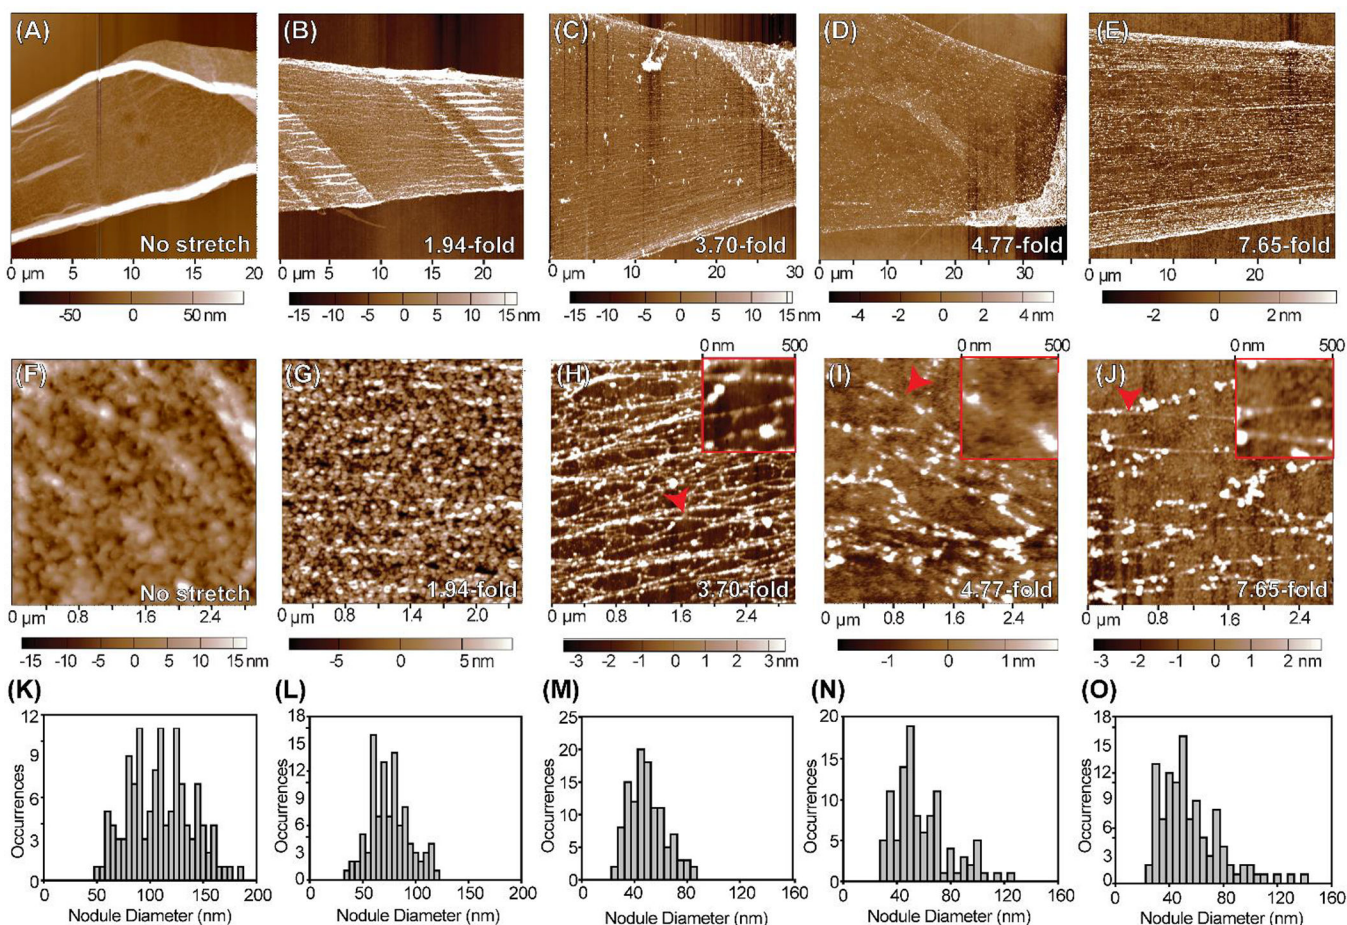 (A) (B) (C) (D) (E)
No stretch 1.94-fold 3.70-fold 4.77-fold 7.65-fold
0 μm 5 10 15 20 0 μm 5 10 15 20 0 μm 5 10 15 20 30 0 μm 10 20 30 0 μm 10 20
-50 0 50 nm -15 -10 -5 0 5 10 15 nm -15 -10 -5 0 5 10 15 nm -4 -2 0 2 4 nm -2 0 2 nm
0 nm 500 0 nm 500 0 nm 500
(F) (G) (H) (I) (J)
No stretch 1.94-fold 3.70-fold 4.77-fold 7.65-fold
0 μm 0.8 1.6 2.4 0 μm 0.8 1.4 2.0 0 μm 0.8 1.6 2.4 0 μm 0.8 1.6 2.4 0 μm 0.8 1.6 2.4
-15 -10 -5 0 5 10 15 nm -5 0 5 nm -3 -2 -1 0 1 2 3 nm -1 0 1 nm -3 -2 -1 0 1 2 nm
(K) (L) (M) (N) (O)
12 18 25 20 18
15 15
9 20 15
12 12
15
6 9 10 9
10
6 6
3 5 5
3 3
0 0 0 0 0
Occurrences Occurrences Occurrences Occurrences Occurrences
0 50 100 150 200 0 50 100 150 200 0 40 80 120 160 0 40 80 120 160 0 40 80 120 160
Nodule Diameter (nm) Nodule Diameter (nm) Nodule Diameter (nm) Nodule Diameter (nm) Nodule Diameter (nm)